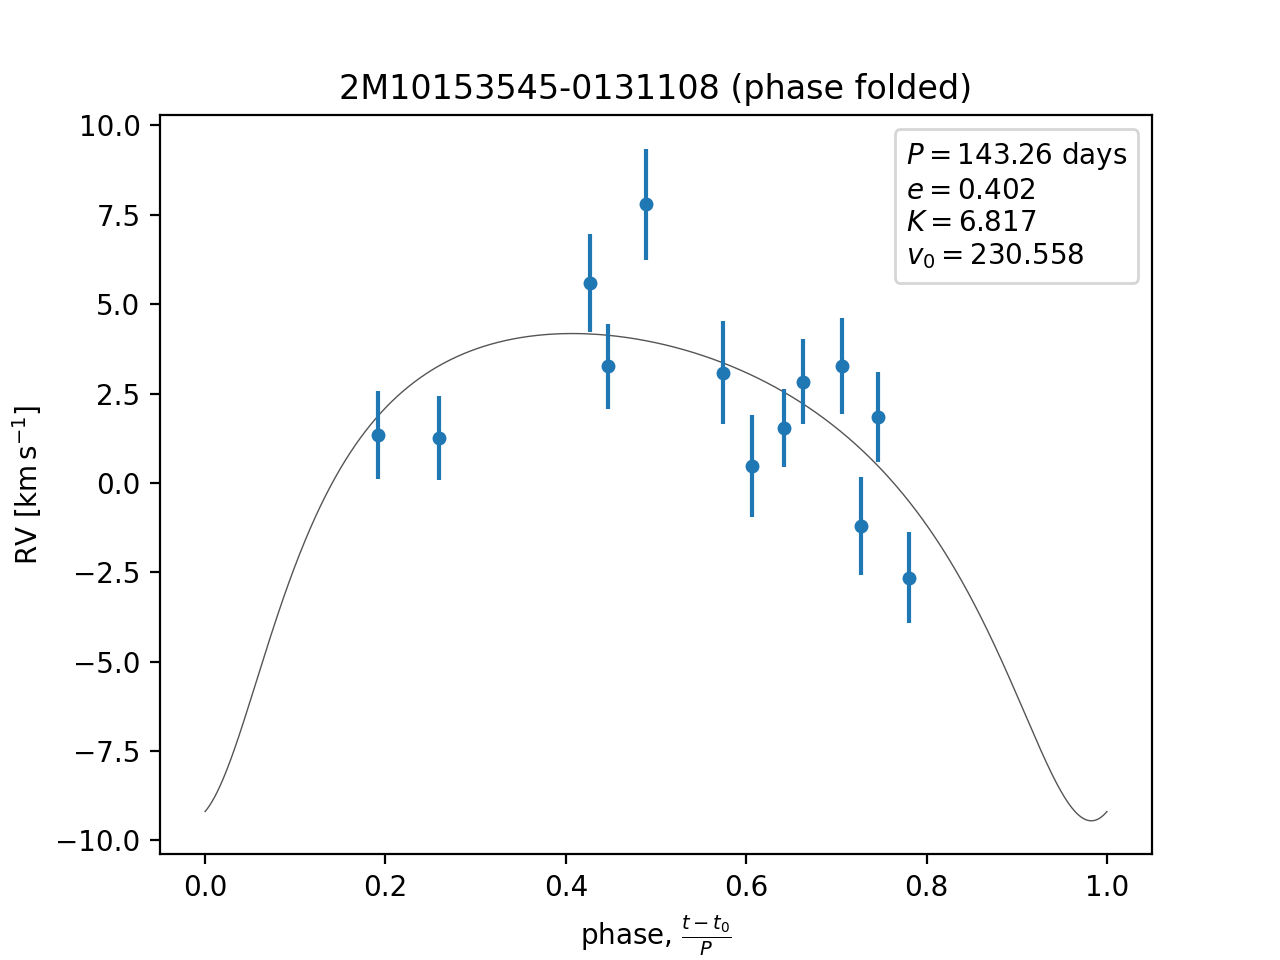 2M10153545-0131108 (phase folded)
P = 143.26 days
e = 0.402
K = 6.817
v₀ = 230.558
RV [km s⁻¹]
10.0
7.5
5.0
2.5
0.0
−2.5
−5.0
−7.5
−10.0
0.0 0.2 0.4 0.6 0.8 1.0
phase, (t − t₀)/P